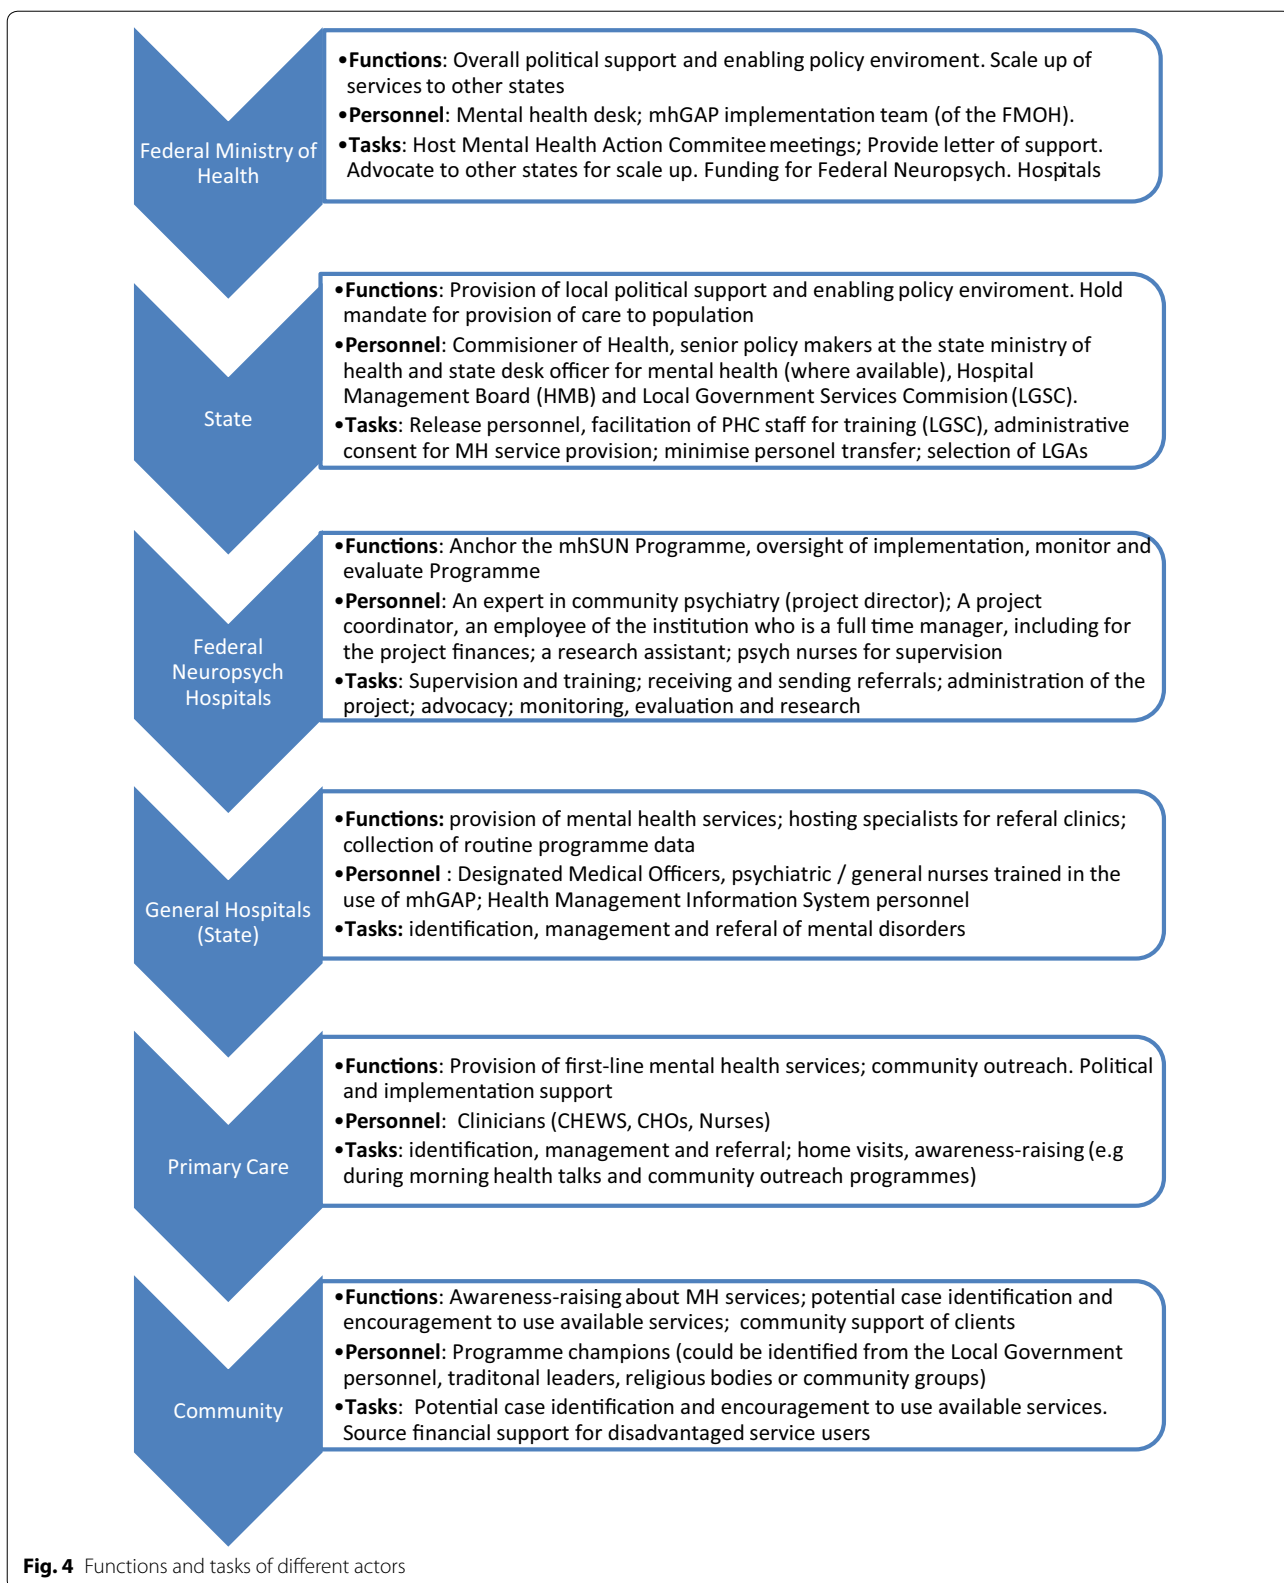 Federal Ministry of
Health
•Functions: Overall political support and enabling policy enviroment. Scale up of
services to other states
•Personnel: Mental health desk; mhGAP implementation team (of the FMOH).
•Tasks: Host Mental Health Action Commitee meetings; Provide letter of support.
Advocate to other states for scale up. Funding for Federal Neuropsych. Hospitals
State
•Functions: Provision of local political support and enabling policy enviroment. Hold
mandate for provision of care to population
•Personnel: Commisioner of Health, senior policy makers at the state ministry of
health and state desk officer for mental health (where available), Hospital
Management Board (HMB) and Local Government Services Commision (LGSC).
•Tasks: Release personnel, facilitation of PHC staff for training (LGSC), administrative
consent for MH service provision; minimise personel transfer; selection of LGAs
Federal
Neuropsych
Hospitals
•Functions: Anchor the mhSUN Programme, oversight of implementation, monitor and
evaluate Programme
•Personnel: An expert in community psychiatry (project director); A project
coordinator, an employee of the institution who is a full time manager, including for
the project finances; a research assistant; psych nurses for supervision
•Tasks: Supervision and training; receiving and sending referrals; administration of the
project; advocacy; monitoring, evaluation and research
General Hospitals
(State)
•Functions: provision of mental health services; hosting specialists for referal clinics;
collection of routine programme data
•Personnel : Designated Medical Officers, psychiatric / general nurses trained in the
use of mhGAP; Health Management Information System personnel
•Tasks: identification, management and referal of mental disorders
Primary Care
•Functions: Provision of first-line mental health services; community outreach. Political
and implementation support
•Personnel: Clinicians (CHEWS, CHOs, Nurses)
•Tasks: identification, management and referral; home visits, awareness-raising (e.g
during morning health talks and community outreach programmes)
Community
•Functions: Awareness-raising about MH services; potential case identification and
encouragement to use available services; community support of clients
•Personnel: Programme champions (could be identified from the Local Government
personnel, traditonal leaders, religious bodies or community groups)
•Tasks: Potential case identification and encouragement to use available services.
Source financial support for disadvantaged service users
Fig. 4 Functions and tasks of different actors